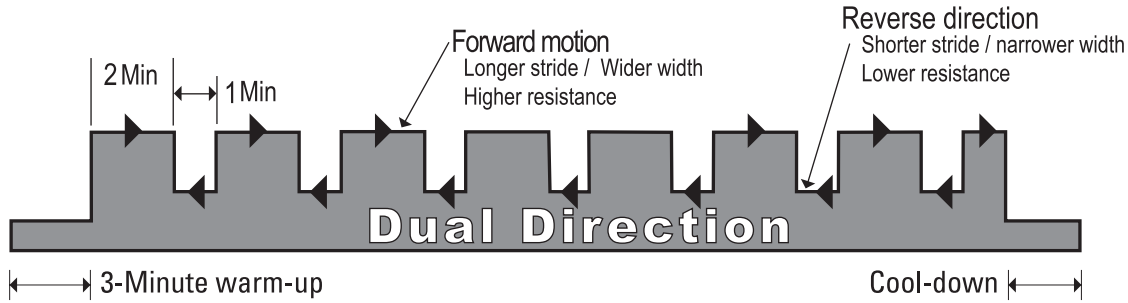 Reverse direction
Shorter stride / narrower width
Lower resistance
Forward motion
Longer stride / Wider width
Higher resistance
2 Min
1 Min
Dual Direction
3-Minute warm-up
Cool-down